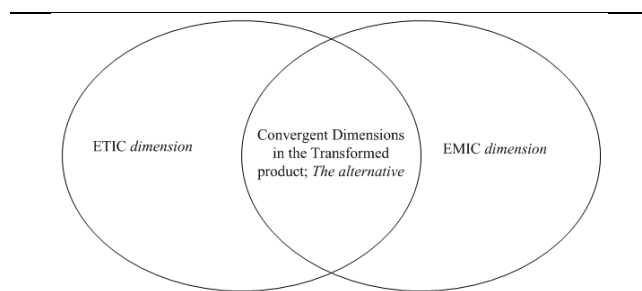 ETIC dimension
Convergent Dimensions
in the Transformed
product; The alternative
EMIC dimension